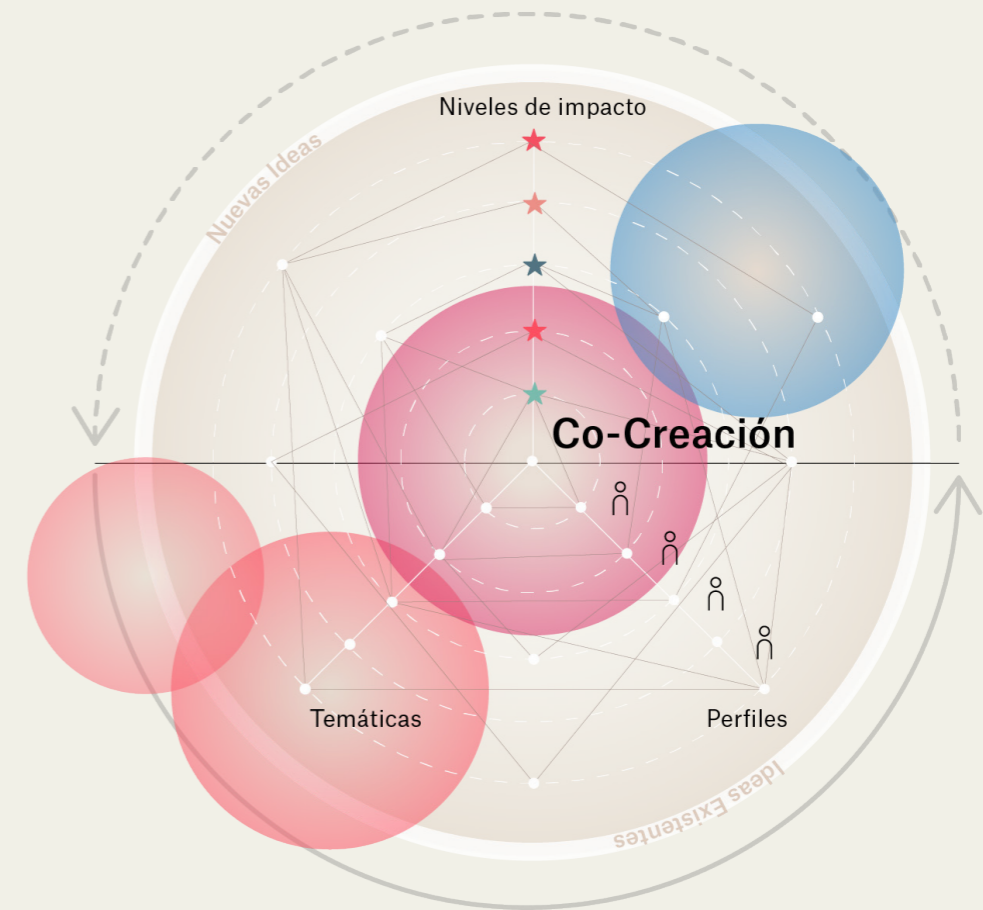 Niveles de impacto
Nuevas Ideas
Co-Creación
Temáticas
Perfiles
Ideas Existentes